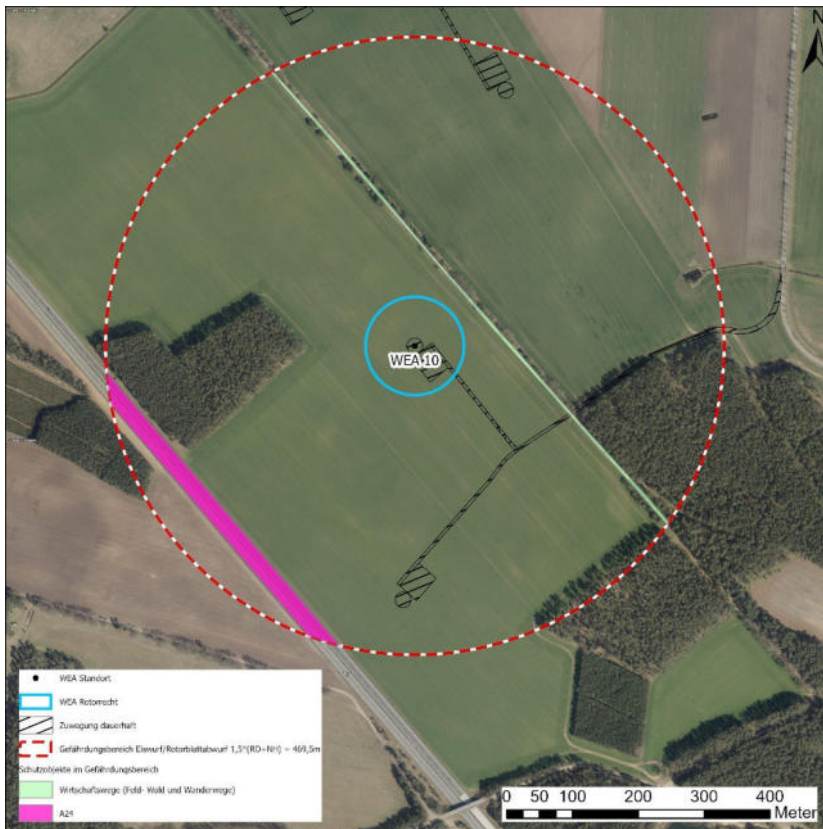 N
WEA-10
WEA Standort
WEA Rotorrecht
Zuwegung dauerhaft
Gefährdungsbereich Eiswurf/Rotorblattabwurf 1,5*(RD+NH) = 469,5m
Schutzobjekte im Gefährdungsbereich
Wirtschaftswege (Feld- Wald und Wanderwege)
A24
0 50 100 200 300 400
Meter